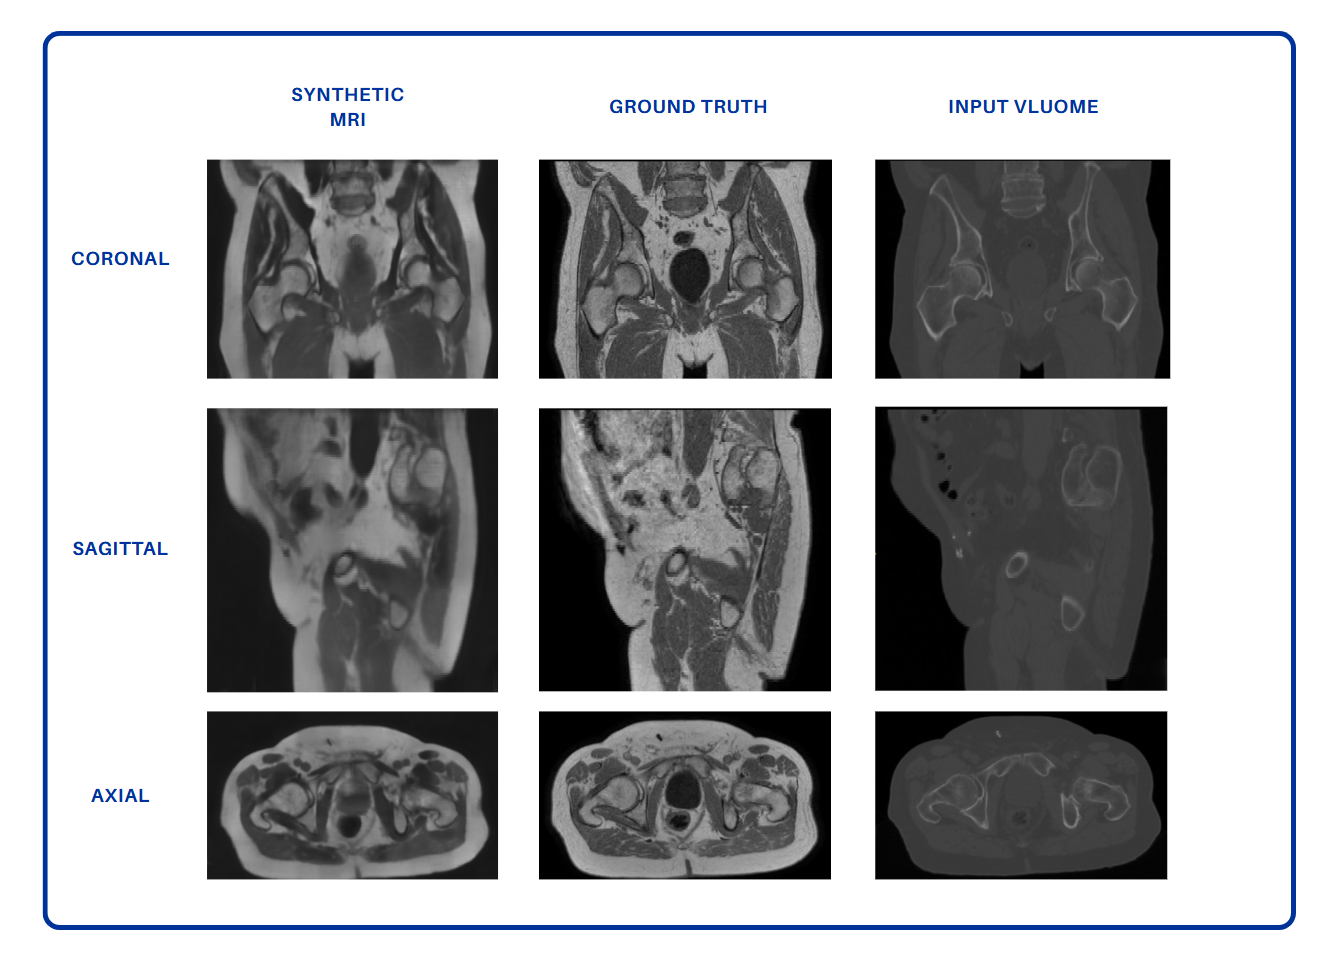 SYNTHETIC
MRI
GROUND TRUTH
INPUT VLUOME
CORONAL
SAGITTAL
AXIAL